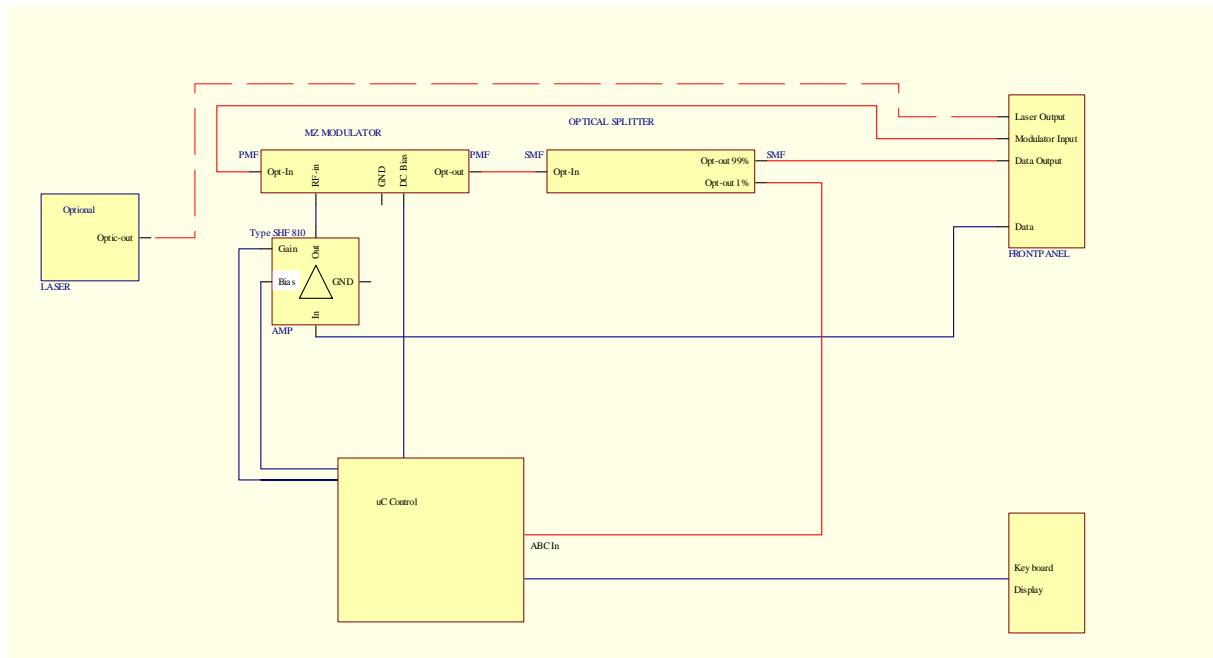 Laser Output
OPTICAL SPLITTER
MZ MODULATOR
Modulator Input
PMF
PMF
SMF
SMF
Data Output
Opt-In
RF-in
GND
DC Bias
Opt-out
Opt-In
Opt-out 99%
Opt-out 1%
Optional
Optic-out
LASER
Type SHF 810
Gain
Out
Bias
GND
In
AMP
Data
FRONTPANEL
uC Control
ABC In
Keyboard
Display